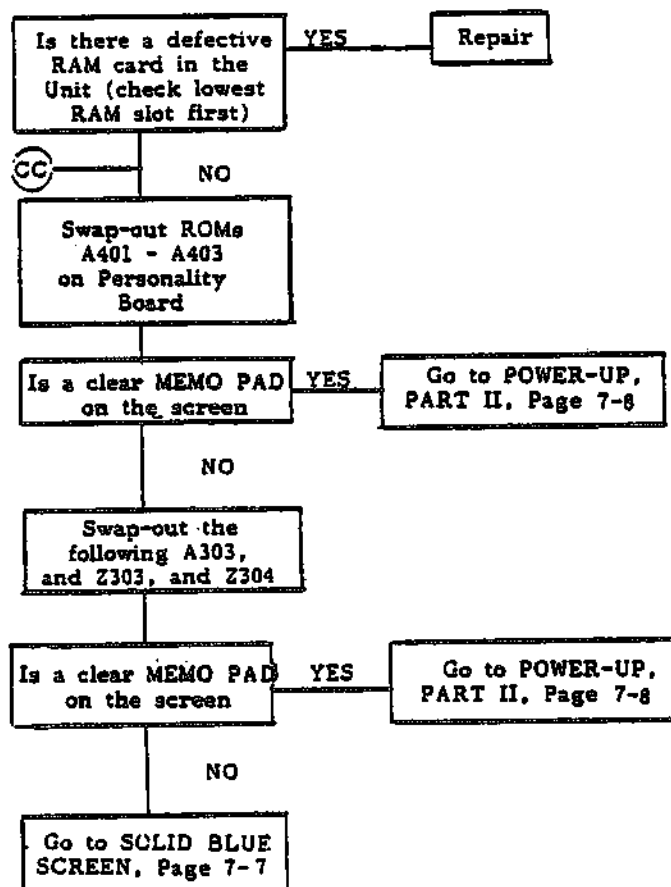 Is there a defective
RAM card in the
Unit (check lowest
RAM slot first)
YES
Repair
CC
NO
Swap-out ROMs
A401 - A403
on Personality
Board
Is a clear MEMO PAD
on the screen
YES
Go to POWER-UP,
PART II, Page 7-8
NO
Swap-out the
following A303,
and Z303, and Z304
Is a clear MEMO PAD
on the screen
YES
Go to POWER-UP,
PART II, Page 7-8
NO
Go to SOLID BLUE
SCREEN, Page 7-7